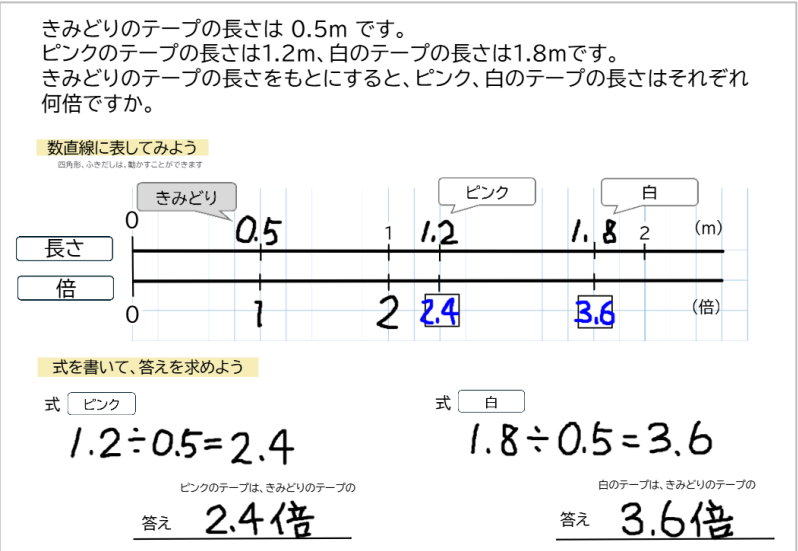 きみどりのテープの長さは 0.5m です。
ピンクのテープの長さは1.2m、白のテープの長さは1.8mです。
きみどりのテープの長さをもとにすると、ピンク、白のテープの長さはそれぞれ
何倍ですか。
数直線に表してみよう
四角形、ふきだしは、動かすことができます
きみどり ピンク 白
0 0.5 1 1.2 1.8 2 (m)
長さ
倍
0 1 2 2.4 3.6 (倍)
式を書いて、答えを求めよう
式 ピンク
1.2÷0.5=2.4
ピンクのテープは、きみどりのテープの
答え 2.4倍
式 白
1.8÷0.5=3.6
白のテープは、きみどりのテープの
答え 3.6倍